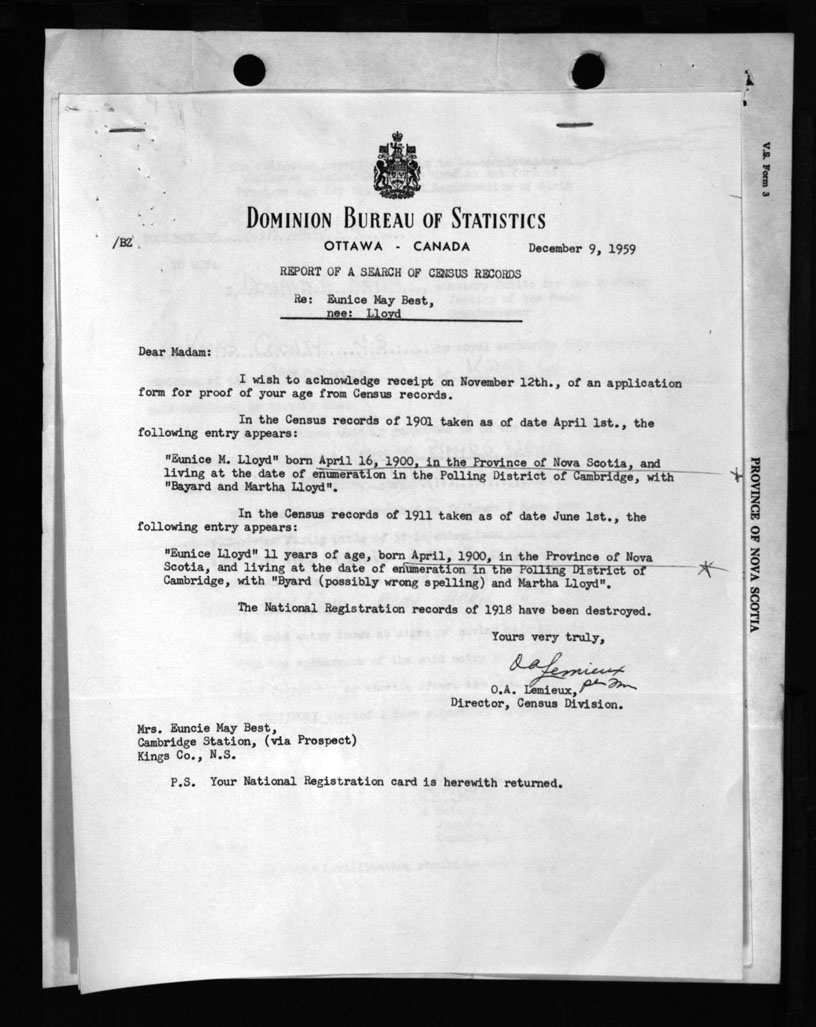 V.S. Form 3
DOMINION BUREAU OF STATISTICS
/BZ
OTTAWA - CANADA
December 9, 1959
REPORT OF A SEARCH OF CENSUS RECORDS
Re: Eunice May Best,
nee: Lloyd
Dear Madam:
I wish to acknowledge receipt on November 12th., of an application
form for proof of your age from Census records.
In the Census records of 1901 taken as of date April 1st., the
following entry appears:
"Eunice M. Lloyd" born April 16, 1900, in the Province of Nova Scotia, and
living at the date of enumeration in the Polling District of Cambridge, with
"Bayard and Martha Lloyd".
In the Census records of 1911 taken as of date June 1st., the
following entry appears:
"Eunice Lloyd" 11 years of age, born April, 1900, in the Province of Nova
Scotia, and living at the date of enumeration in the Polling District of
Cambridge, with "Byard (possibly wrong spelling) and Martha Lloyd".
The National Registration records of 1918 have been destroyed.
Yours very truly,
O A Lemieux
O.A. Lemieux,
Director, Census Division.
Mrs. Euncie May Best,
Cambridge Station, (via Prospect)
Kings Co., N.S.
P.S. Your National Registration card is herewith returned.
PROVINCE OF NOVA SCOTIA